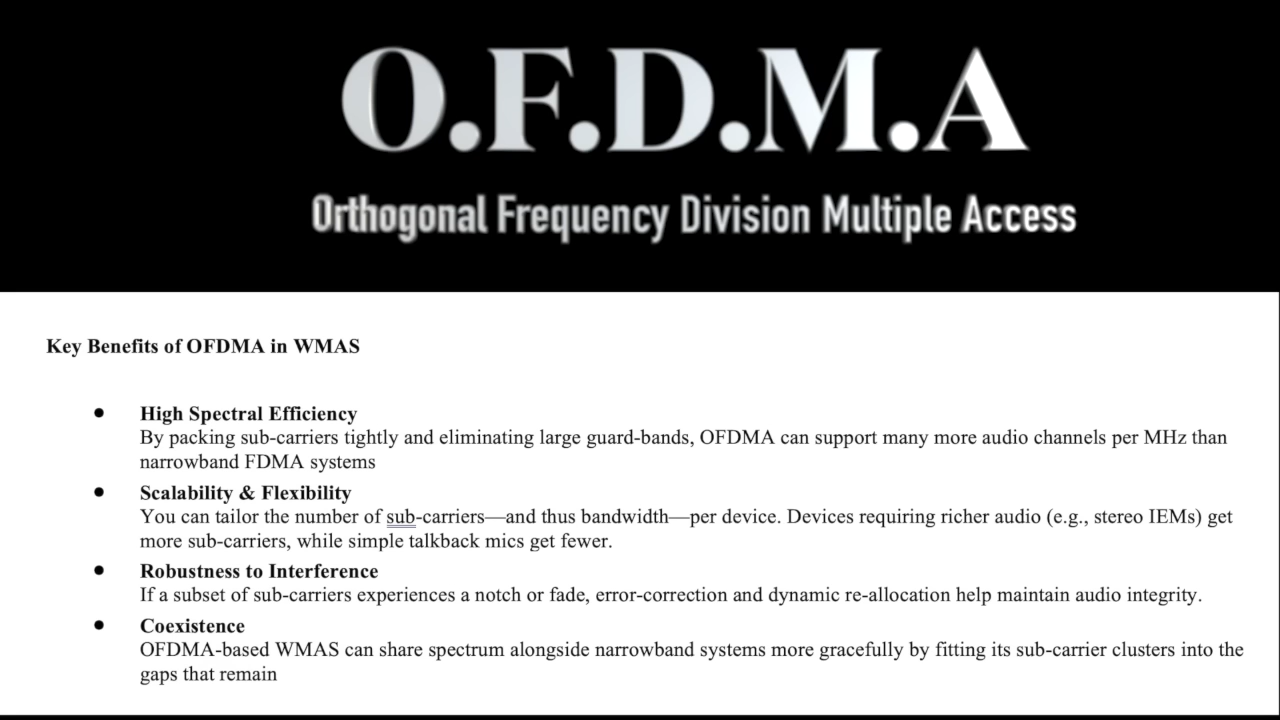 O.F.D.M.A
Orthogonal Frequency Division Multiple Access
Key Benefits of OFDMA in WMAS
● High Spectral Efficiency
By packing sub-carriers tightly and eliminating large guard-bands, OFDMA can support many more audio channels per MHz than
narrowband FDMA systems
● Scalability & Flexibility
You can tailor the number of sub-carriers—and thus bandwidth—per device. Devices requiring richer audio (e.g., stereo IEMs) get
more sub-carriers, while simple talkback mics get fewer.
● Robustness to Interference
If a subset of sub-carriers experiences a notch or fade, error-correction and dynamic re-allocation help maintain audio integrity.
● Coexistence
OFDMA-based WMAS can share spectrum alongside narrowband systems more gracefully by fitting its sub-carrier clusters into the
gaps that remain